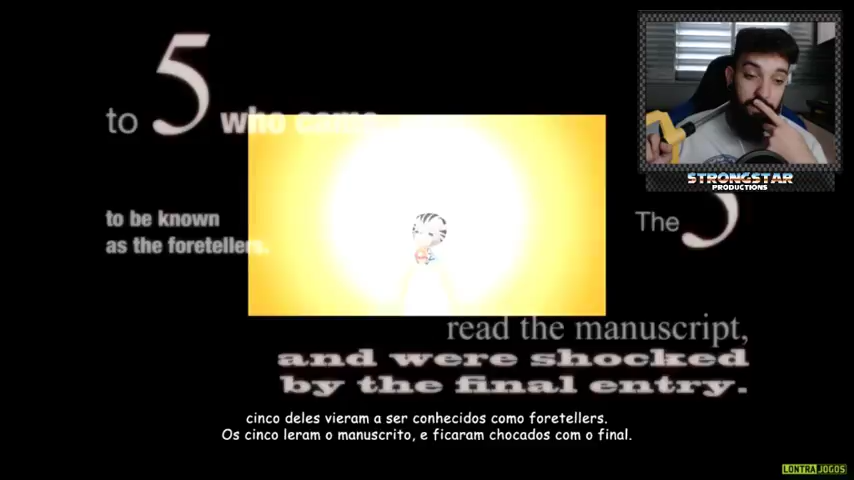 to 5 who came
to be known
as the foretellers.
The 5
read the manuscript,
and were shocked
by the final entry.
cinco deles vieram a ser conhecidos como foretellers.
Os cinco leram o manuscrito, e ficaram chocados com o final.
STRONGSTAR
PRODUCTIONS
LONTRAJOGOS